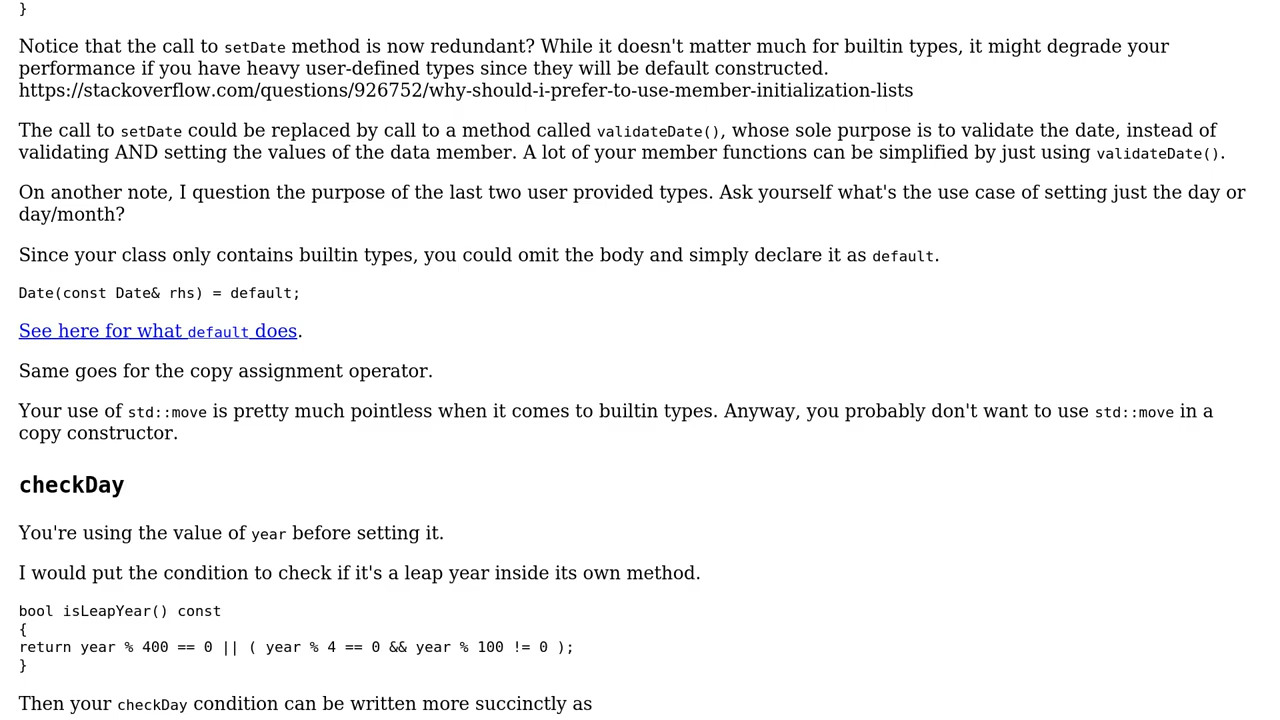 }
Notice that the call to setDate method is now redundant? While it doesn't matter much for builtin types, it might degrade your
performance if you have heavy user-defined types since they will be default constructed.
https://stackoverflow.com/questions/926752/why-should-i-prefer-to-use-member-initialization-lists
The call to setDate could be replaced by call to a method called validateDate(), whose sole purpose is to validate the date, instead of
validating AND setting the values of the data member. A lot of your member functions can be simplified by just using validateDate().
On another note, I question the purpose of the last two user provided types. Ask yourself what's the use case of setting just the day or
day/month?
Since your class only contains builtin types, you could omit the body and simply declare it as default.
Date(const Date& rhs) = default;
See here for what default does.
Same goes for the copy assignment operator.
Your use of std::move is pretty much pointless when it comes to builtin types. Anyway, you probably don't want to use std::move in a
copy constructor.
checkDay
You're using the value of year before setting it.
I would put the condition to check if it's a leap year inside its own method.
bool isLeapYear() const
{
return year % 400 == 0 || ( year % 4 == 0 && year % 100 != 0 );
}
Then your checkDay condition can be written more succinctly as